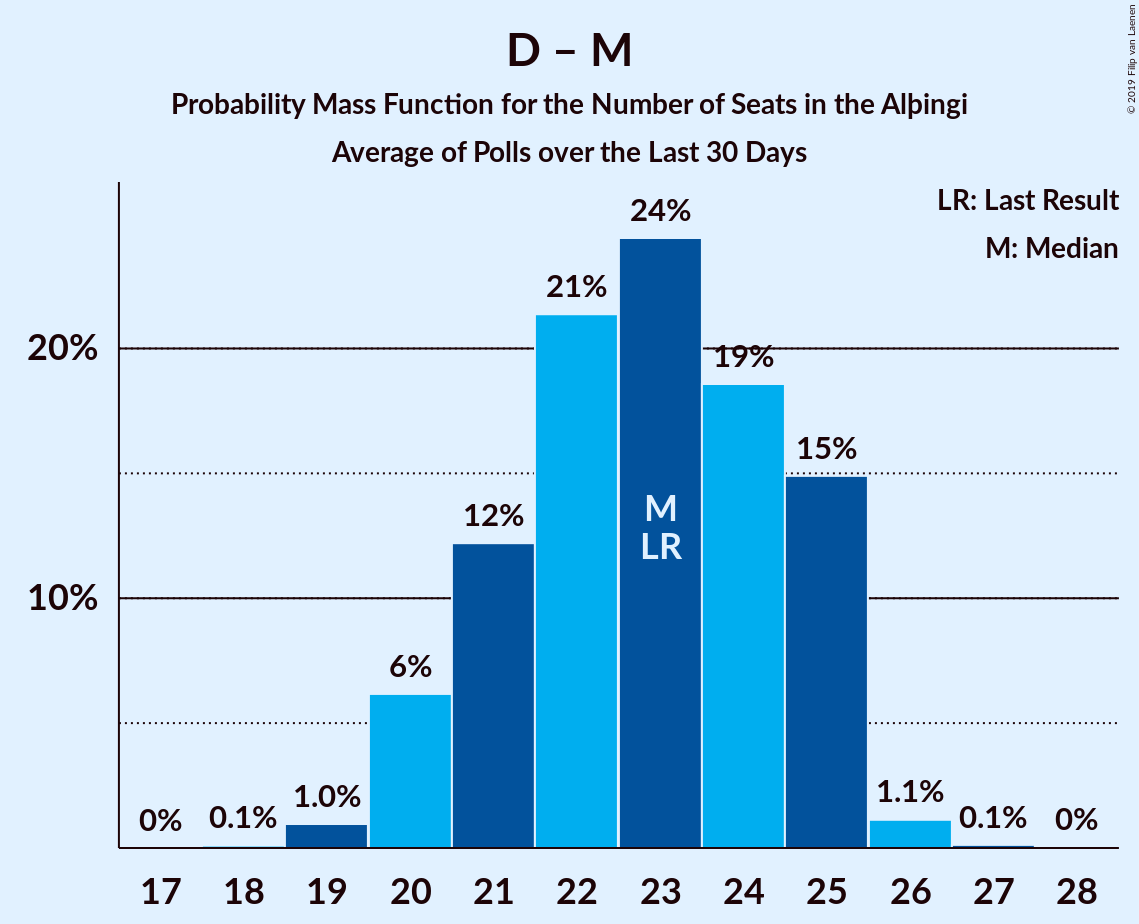 D – M
Probability Mass Function for the Number of Seats in the Alþingi
Average of Polls over the Last 30 Days
© 2019 Filip van Laenen
LR: Last Result
M: Median
20%
10%
0%
0.1%
1.0%
6%
12%
21%
24%
19%
15%
1.1%
0.1%
0%
M
LR
17 18 19 20 21 22 23 24 25 26 27 28